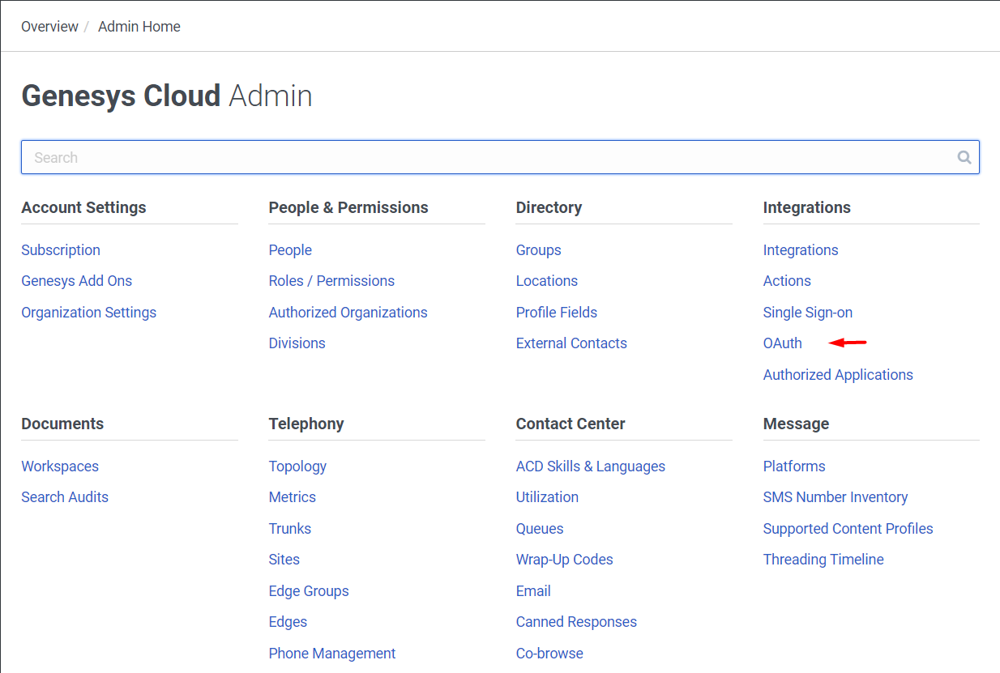 Overview / Admin Home
Genesys Cloud Admin
Search
Account Settings
Subscription
Genesys Add Ons
Organization Settings
People & Permissions
People
Roles / Permissions
Authorized Organizations
Divisions
Directory
Groups
Locations
Profile Fields
External Contacts
Integrations
Integrations
Actions
Single Sign-on
OAuth
Authorized Applications
Documents
Workspaces
Search Audits
Telephony
Topology
Metrics
Trunks
Sites
Edge Groups
Edges
Phone Management
Contact Center
ACD Skills & Languages
Utilization
Queues
Wrap-Up Codes
Email
Canned Responses
Co-browse
Message
Platforms
SMS Number Inventory
Supported Content Profiles
Threading Timeline